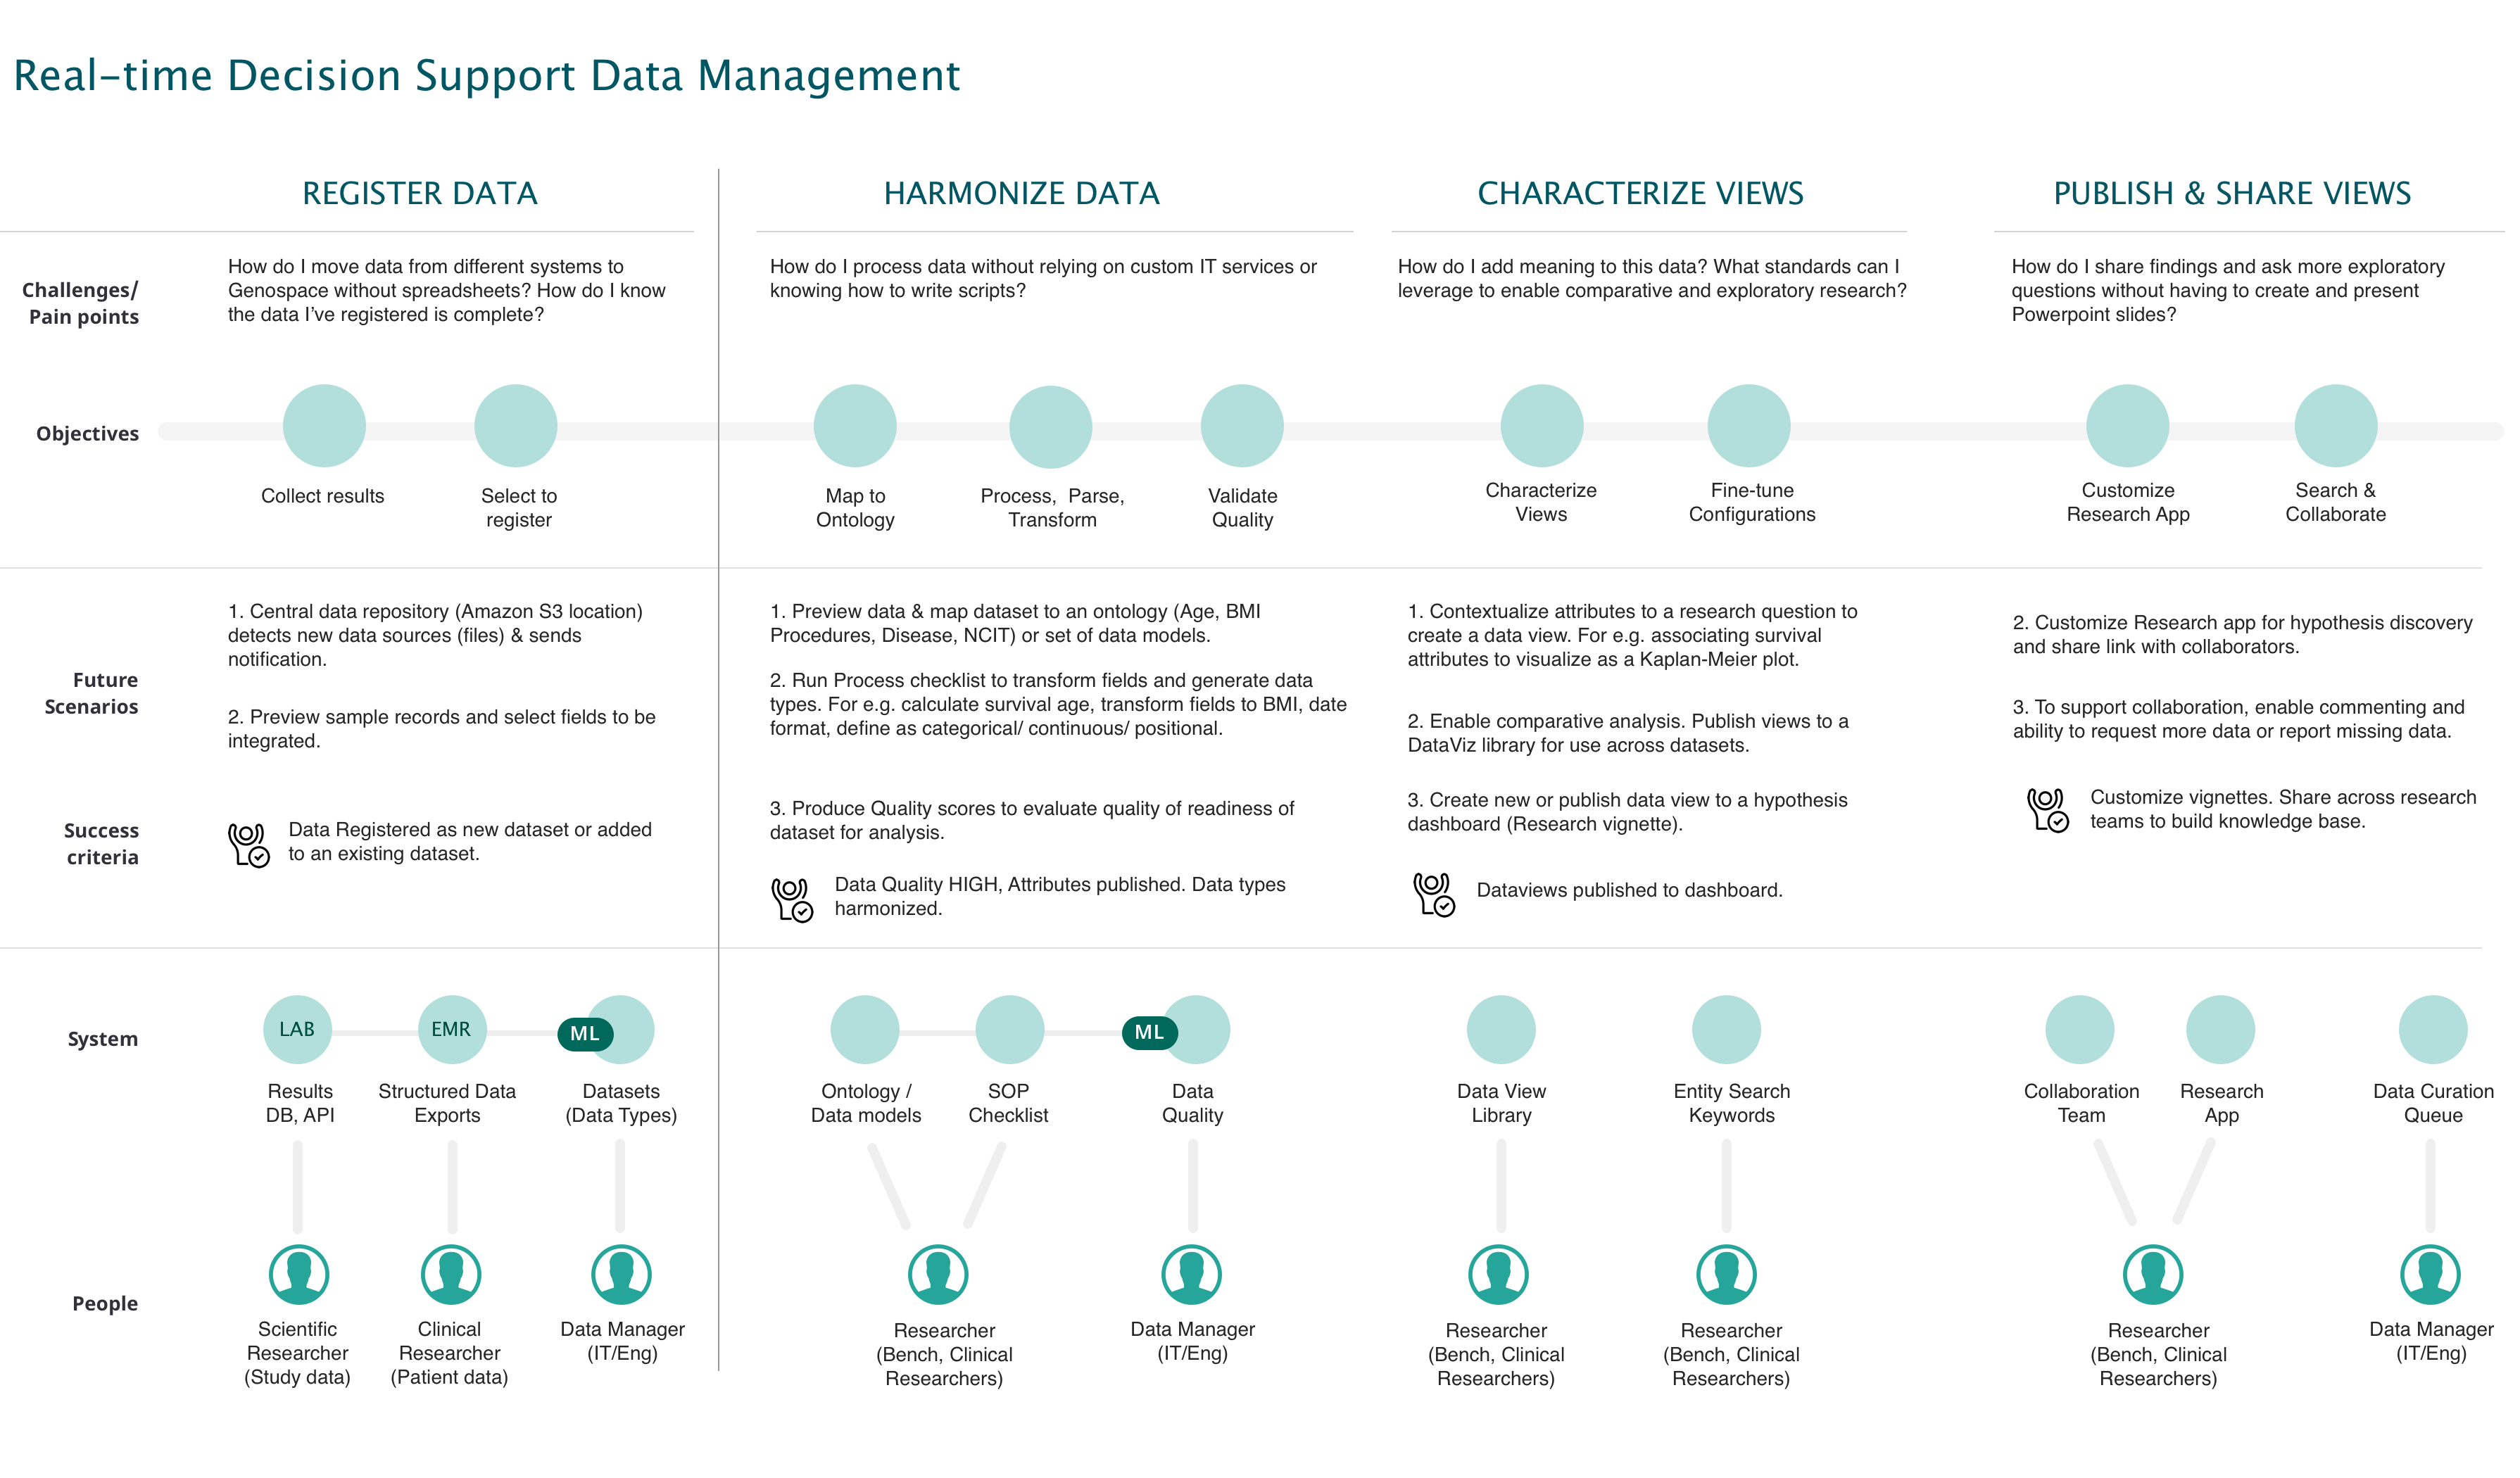 Real-time Decision Support Data Management
REGISTER DATA
HARMONIZE DATA
CHARACTERIZE VIEWS
PUBLISH & SHARE VIEWS
Challenges/
Pain points
How do I move data from different systems to
Genospace without spreadsheets? How do I know
the data I've registered is complete?
How do I process data without relying on custom IT services or
knowing how to write scripts?
How do I add meaning to this data? What standards can I
leverage to enable comparative and exploratory research?
How do I share findings and ask more exploratory
questions without having to create and present
Powerpoint slides?
Objectives
Collect results
Select to
register
Map to
Ontology
Process, Parse,
Transform
Validate
Quality
Characterize
Views
Fine-tune
Configurations
Customize
Research App
Search &
Collaborate
Future
Scenarios
1. Central data repository (Amazon S3 location)
detects new data sources (files) & sends
notification.
2. Preview sample records and select fields to be
integrated.
1. Preview data & map dataset to an ontology (Age, BMI
Procedures, Disease, NCIT) or set of data models.
2. Run Process checklist to transform fields and generate data
types. For e.g. calculate survival age, transform fields to BMI, date
format, define as categorical/ continuous/ positional.
3. Produce Quality scores to evaluate quality of readiness of
dataset for analysis.
1. Contextualize attributes to a research question to
create a data view. For e.g. associating survival
attributes to visualize as a Kaplan-Meier plot.
2. Enable comparative analysis. Publish views to a
DataViz library for use across datasets.
3. Create new or publish data view to a hypothesis
dashboard (Research vignette).
2. Customize Research app for hypothesis discovery
and share link with collaborators.
3. To support collaboration, enable commenting and
ability to request more data or report missing data.
Success
criteria
Data Registered as new dataset or added
to an existing dataset.
Data Quality HIGH, Attributes published. Data types
harmonized.
Dataviews published to dashboard.
Customize vignettes. Share across research
teams to build knowledge base.
System
LAB
EMR
ML
ML
Results
DB, API
Structured Data
Exports
Datasets
(Data Types)
Ontology /
Data models
SOP
Checklist
Data
Quality
Data View
Library
Entity Search
Keywords
Collaboration
Team
Research
App
Data Curation
Queue
People
Scientific
Researcher
(Study data)
Clinical
Researcher
(Patient data)
Data Manager
(IT/Eng)
Researcher
(Bench, Clinical
Researchers)
Data Manager
(IT/Eng)
Researcher
(Bench, Clinical
Researchers)
Researcher
(Bench, Clinical
Researchers)
Researcher
(Bench, Clinical
Researchers)
Data Manager
(IT/Eng)